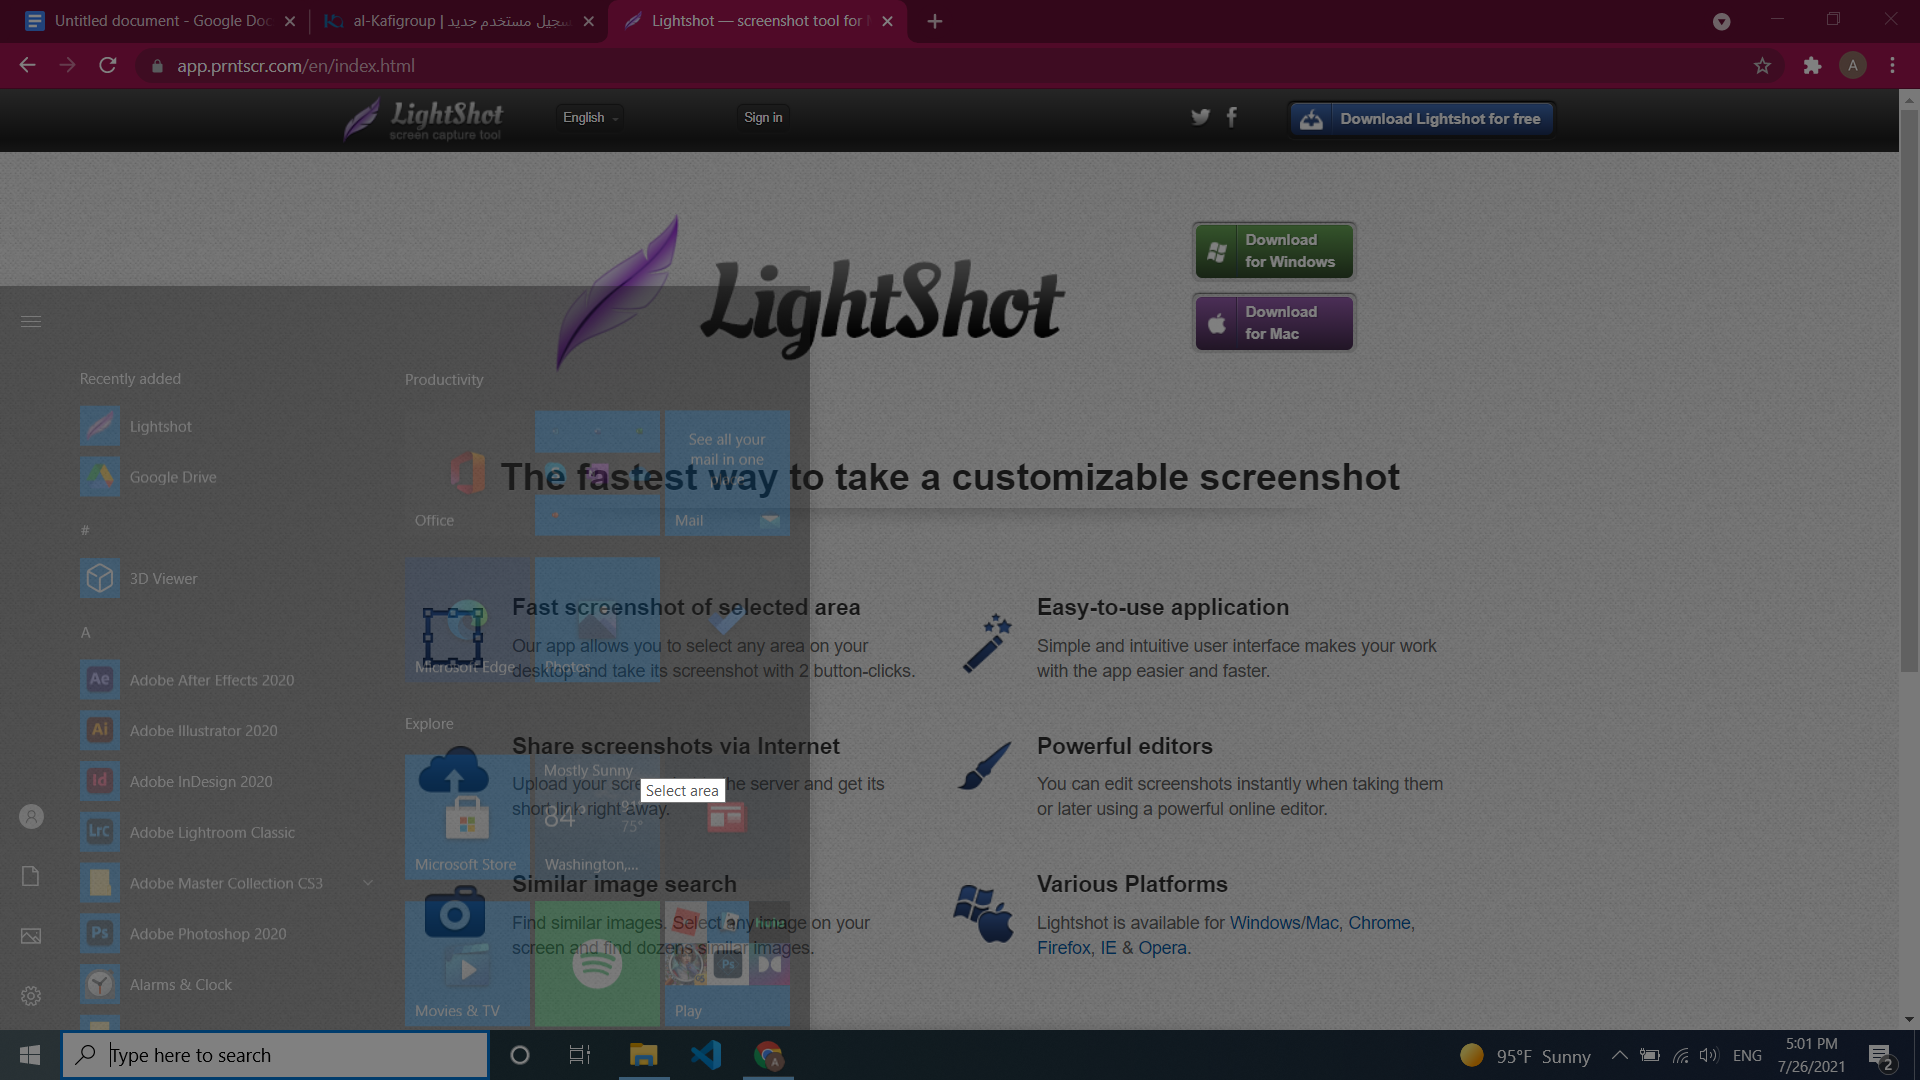 Untitled document - Google Doc
al-Kafigroup | تسجيل مستخدم جديد
Lightshot — screenshot tool for M
app.prntscr.com/en/index.html
A
LightShot
screen capture tool
English
Sign in
Download Lightshot for free
LightShot
Download
for Windows
Download
for Mac
The fastest way to take a customizable screenshot
Fast screenshot of selected area
Our app allows you to select any area on your
desktop and take its screenshot with 2 button-clicks.
Easy-to-use application
Simple and intuitive user interface makes your work
with the app easier and faster.
Share screenshots via Internet
Upload your scre
he server and get its
short link right away.
Select area
Powerful editors
You can edit screenshots instantly when taking them
or later using a powerful online editor.
Similar image search
Find similar images. Select any image on your
screen and find dozens similar images.
Various Platforms
Lightshot is available for Windows/Mac, Chrome,
Firefox, IE & Opera.
Recently added
Lightshot
Google Drive
#
3D Viewer
A
Ae Adobe After Effects 2020
Ai Adobe Illustrator 2020
Id Adobe InDesign 2020
Lrc Adobe Lightroom Classic
Adobe Master Collection CS3
Ps Adobe Photoshop 2020
Alarms & Clock
Productivity
Office
See all your
mail in one
Mail
Microsoft Edge
Photos
Explore
Microsoft Store
Mostly Sunny
84°
75°
Washington,...
Movies & TV
Ps
Play
Type here to search
A
95°F Sunny
ENG
5:01 PM
7/26/2021
2